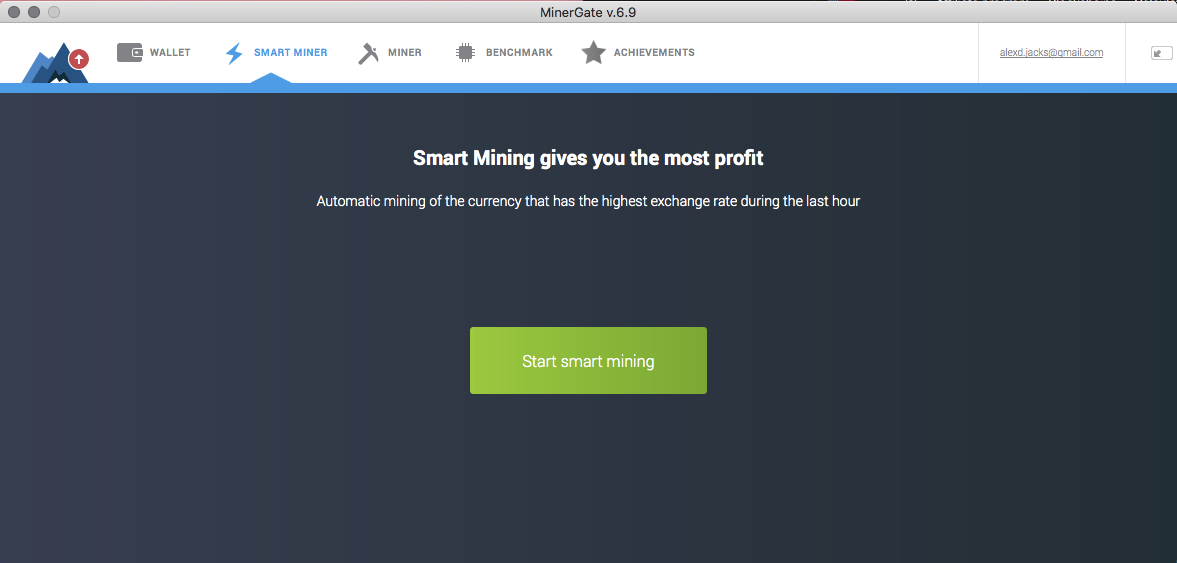 MinerGate v.6.9
WALLET
SMART MINER
MINER
BENCHMARK
ACHIEVEMENTS
alexd.jacks@gmail.com
Smart Mining gives you the most profit
Automatic mining of the currency that has the highest exchange rate during the last hour
Start smart mining